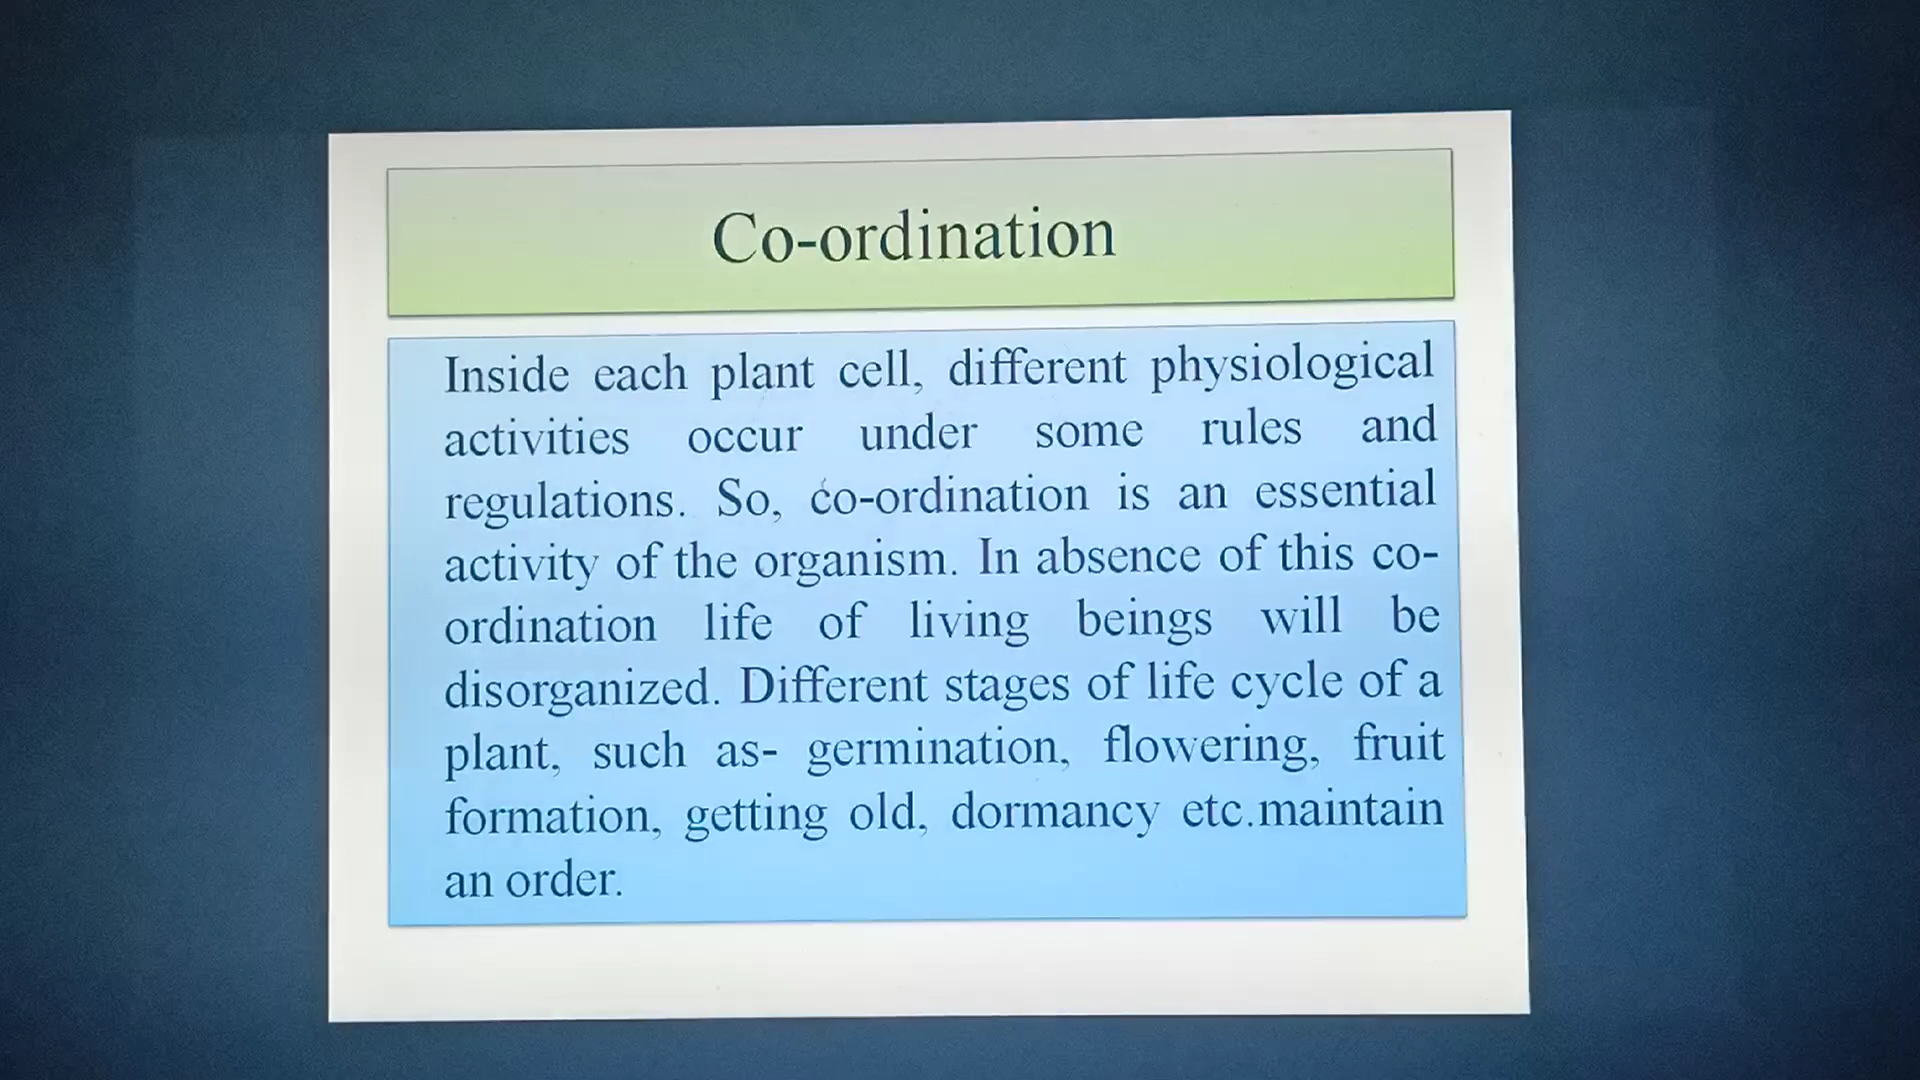 Co-ordination
Inside each plant cell, different physiological
activities occur under some rules and
regulations. So, co-ordination is an essential
activity of the organism. In absence of this co-
ordination life of living beings will be
disorganized. Different stages of life cycle of a
plant, such as- germination, flowering, fruit
formation, getting old, dormancy etc.maintain
an order.